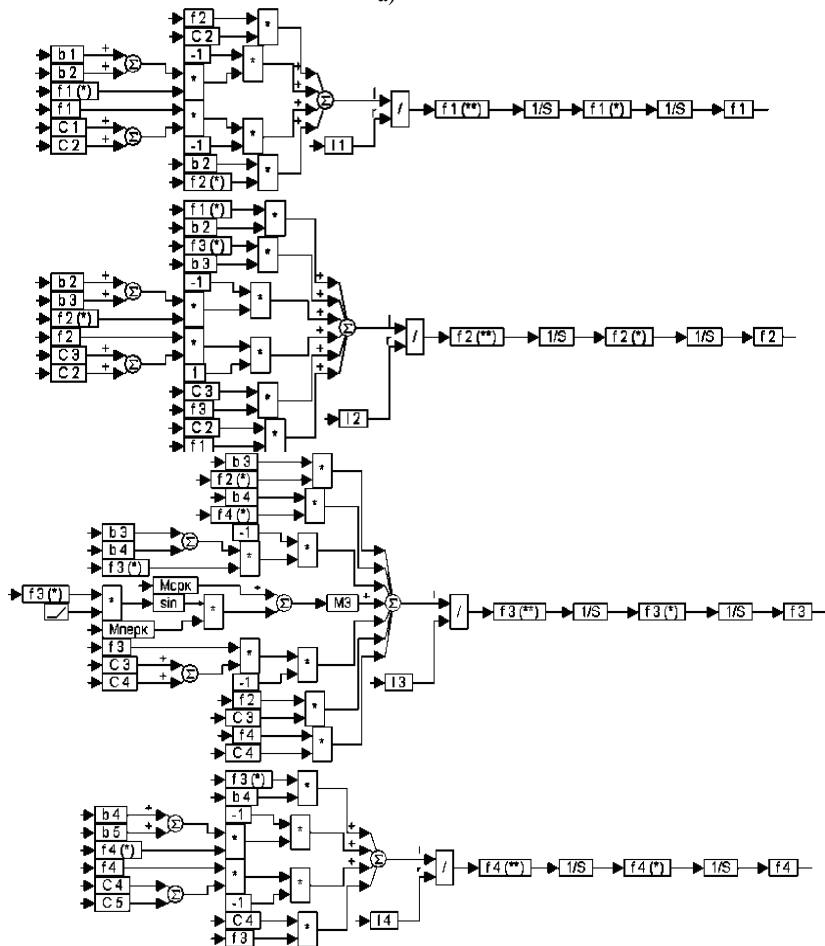 а)
f2
C2
b1
-1
b2
f1(*)
f1
C1
C2
-1
b2
f2(*)
*
*
*
*
*
*
Σ
Σ
Σ
+
+
+
+
+
+
+
+
I1
/
f1(**)
1/S
f1(*)
1/S
f1
f1(*)
b2
f3(*)
b3
b2
-1
b3
f2(*)
f2
C3
C2
1
C3
f3
C2
f1
*
*
*
*
*
*
*
*
Σ
Σ
Σ
+
+
+
+
+
+
+
+
+
+
I2
/
f2(**)
1/S
f2(*)
1/S
f2
b3
f2(*)
b4
f4(*)
-1
b3
b4
f3(*)
f3(*)
Mсрк
sin
Mперк
M3
f3
C3
C4
-1
f2
C3
f4
C4
*
*
*
*
*
*
*
*
*
*
Σ
Σ
Σ
Σ
+
+
+
+
I3
/
f3(**)
1/S
f3(*)
1/S
f3
f3(*)
b4
b4
-1
b5
f4(*)
f4
C4
C5
-1
C4
f3
*
*
*
*
*
*
Σ
Σ
Σ
+
+
+
+
+
I4
/
f4(**)
1/S
f4(*)
1/S
f4